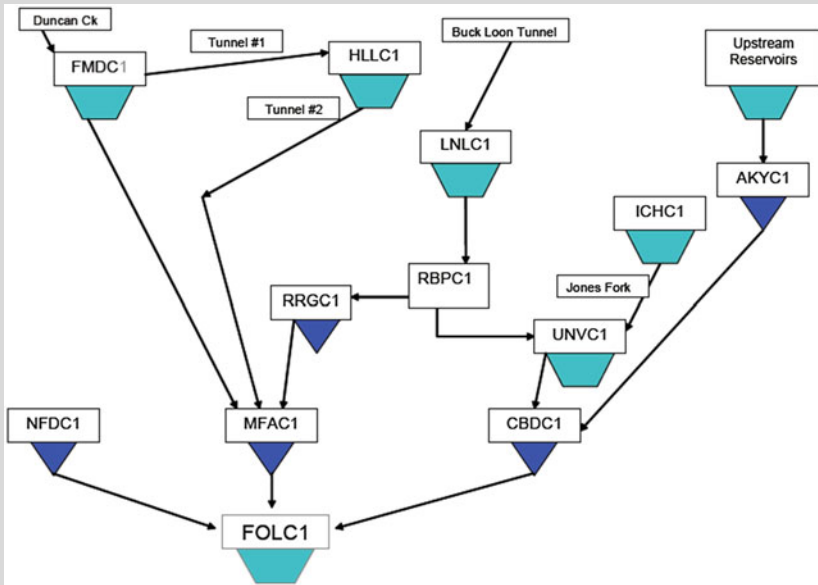 Duncan Ck
Tunnel #1
FMDC1
HLLC1
Buck Loon Tunnel
Upstream
Reservoirs
Tunnel #2
LNLC1
AKYC1
ICHC1
RBPC1
Jones Fork
RRGC1
UNVC1
NFDC1
MFAC1
CBDC1
FOLC1